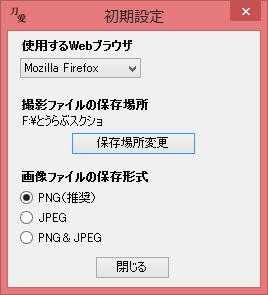 刀愛
初期設定
使用するWebブラウザ
Mozilla Firefox
撮影ファイルの保存場所
F:¥とうらぶスクショ
保存場所変更
画像ファイルの保存形式
PNG(推奨)
JPEG
PNG & JPEG
閉じる